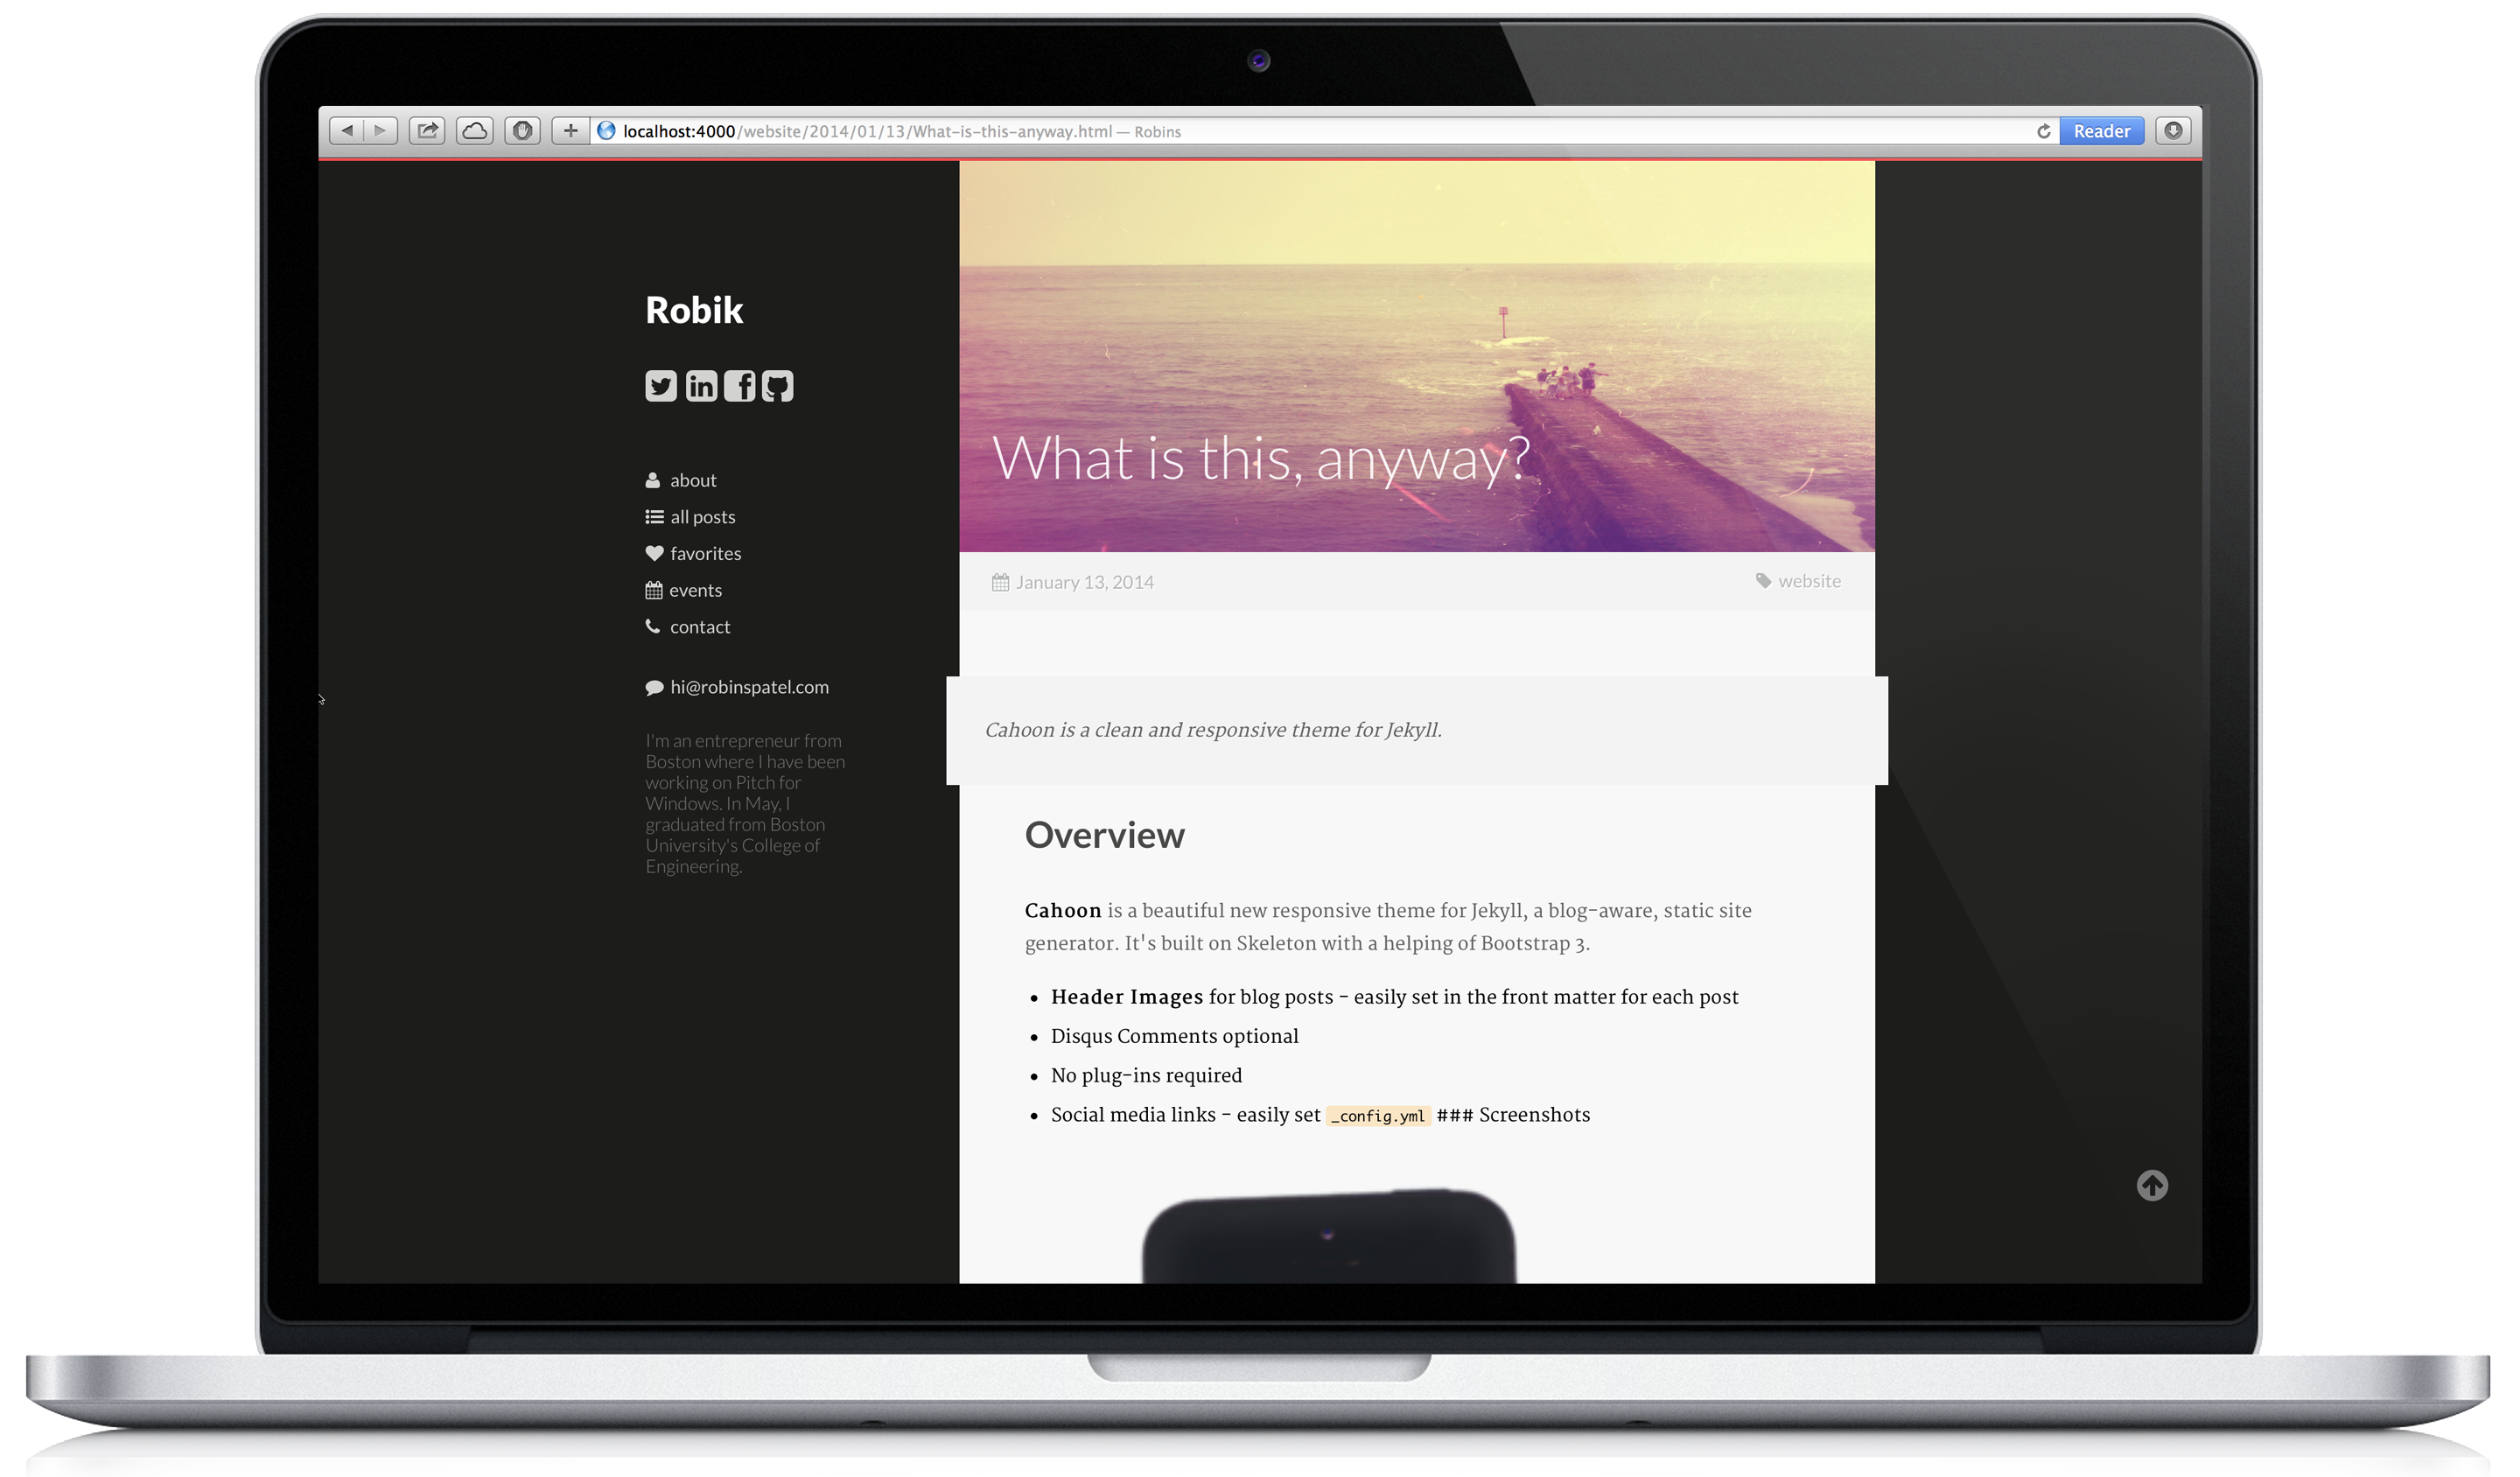 localhost:4000/website/2014/01/13/What-is-this-anyway.html — Robins
Reader
Robik
about
all posts
favorites
events
contact
hi@robinspatel.com
I'm an entrepreneur from
Boston where I have been
working on Pitch for
Windows. In May, I
graduated from Boston
University's College of
Engineering.
What is this, anyway?
January 13, 2014
website
Cahoon is a clean and responsive theme for Jekyll.
Overview
Cahoon is a beautiful new responsive theme for Jekyll, a blog-aware, static site
generator. It's built on Skeleton with a helping of Bootstrap 3.
• Header Images for blog posts - easily set in the front matter for each post
• Disqus Comments optional
• No plug-ins required
• Social media links - easily set _config.yml ### Screenshots